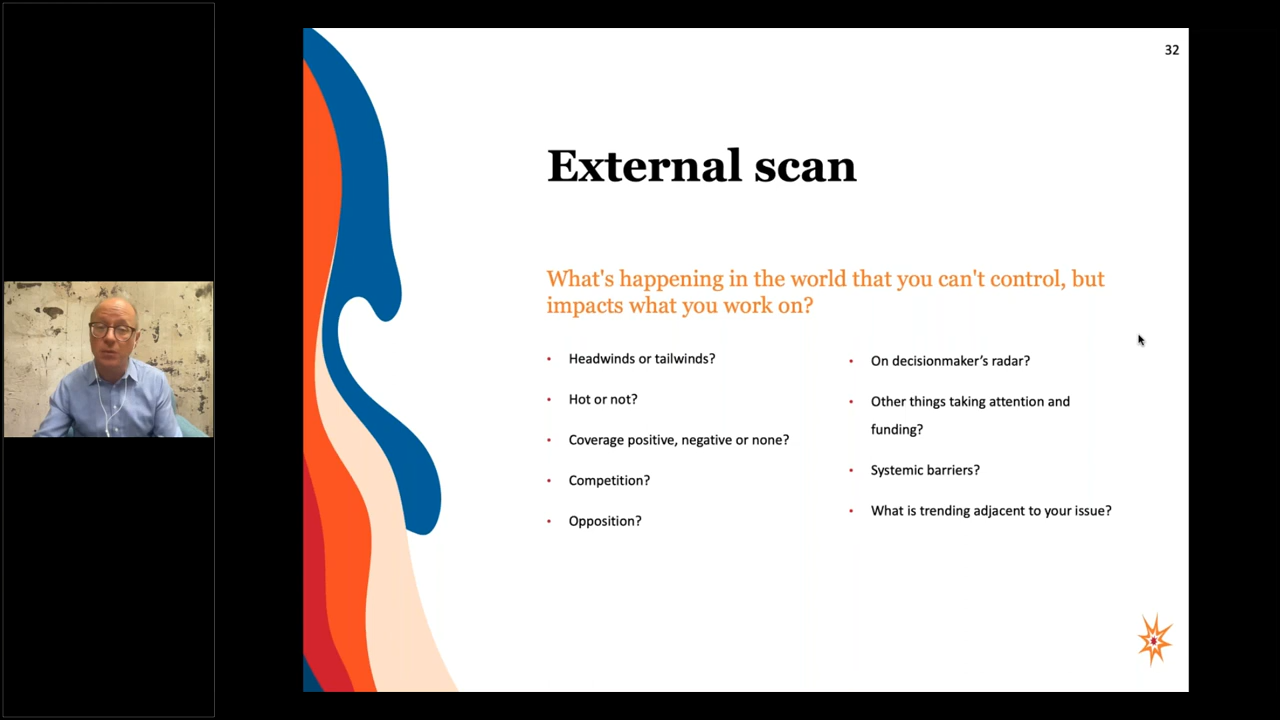 32
External scan
What's happening in the world that you can't control, but
impacts what you work on?
• Headwinds or tailwinds?
• Hot or not?
• Coverage positive, negative or none?
• Competition?
• Opposition?
• On decisionmaker’s radar?
• Other things taking attention and
funding?
• Systemic barriers?
• What is trending adjacent to your issue?